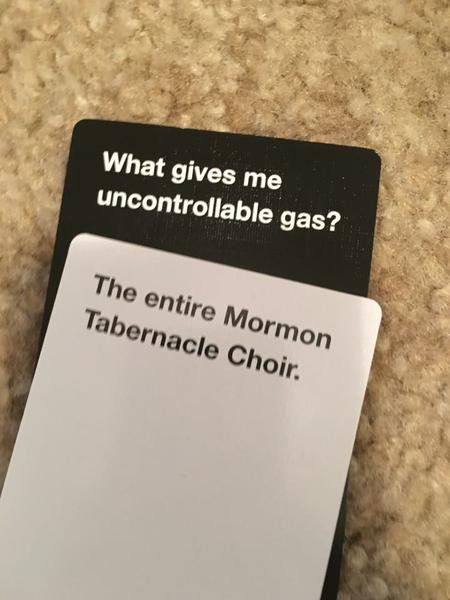 What gives me
uncontrollable gas?
The entire Mormon
Tabernacle Choir.